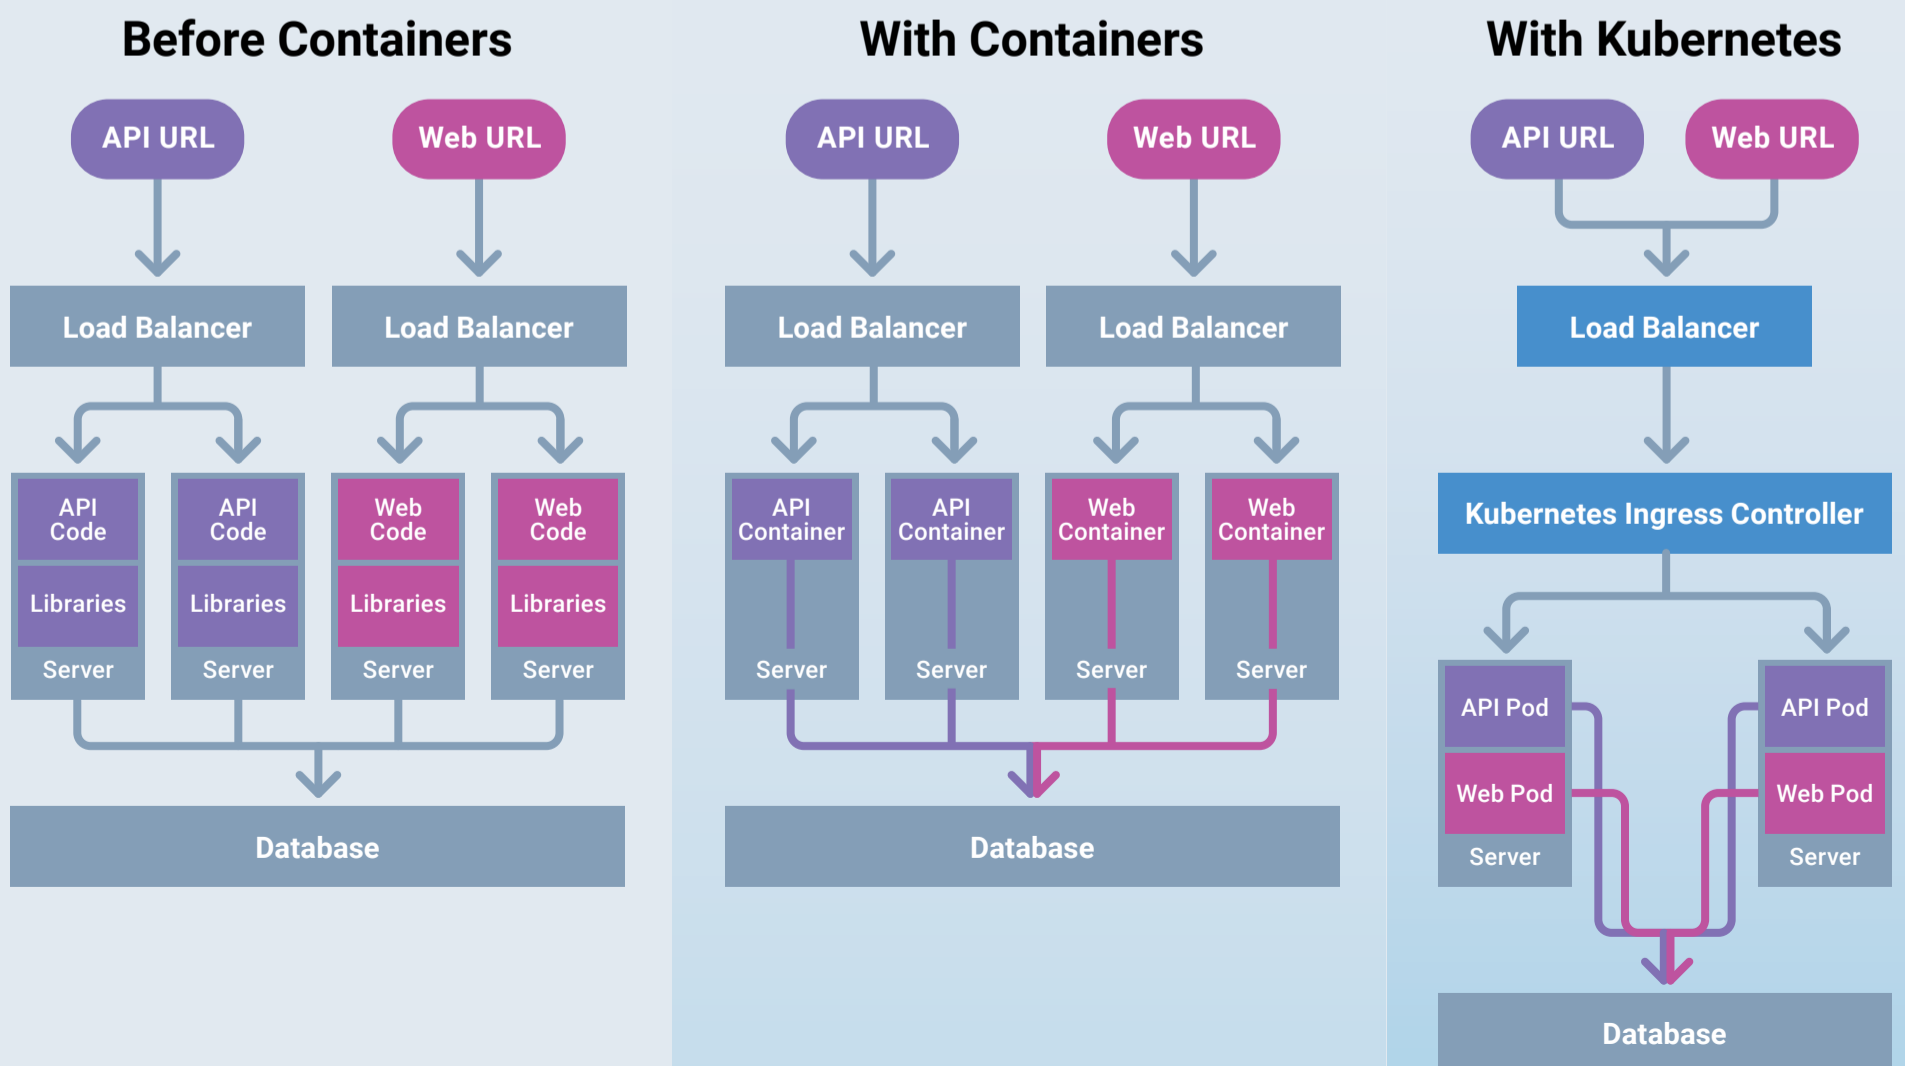 Before Containers
API URL
Web URL
Load Balancer
Load Balancer
API
Code
Libraries
Server
API
Code
Libraries
Server
Web
Code
Libraries
Server
Web
Code
Libraries
Server
Database
With Containers
API URL
Web URL
Load Balancer
Load Balancer
API
Container
Server
API
Container
Server
Web
Container
Server
Web
Container
Server
Database
With Kubernetes
API URL
Web URL
Load Balancer
Kubernetes Ingress Controller
API Pod
Web Pod
Server
API Pod
Web Pod
Server
Database